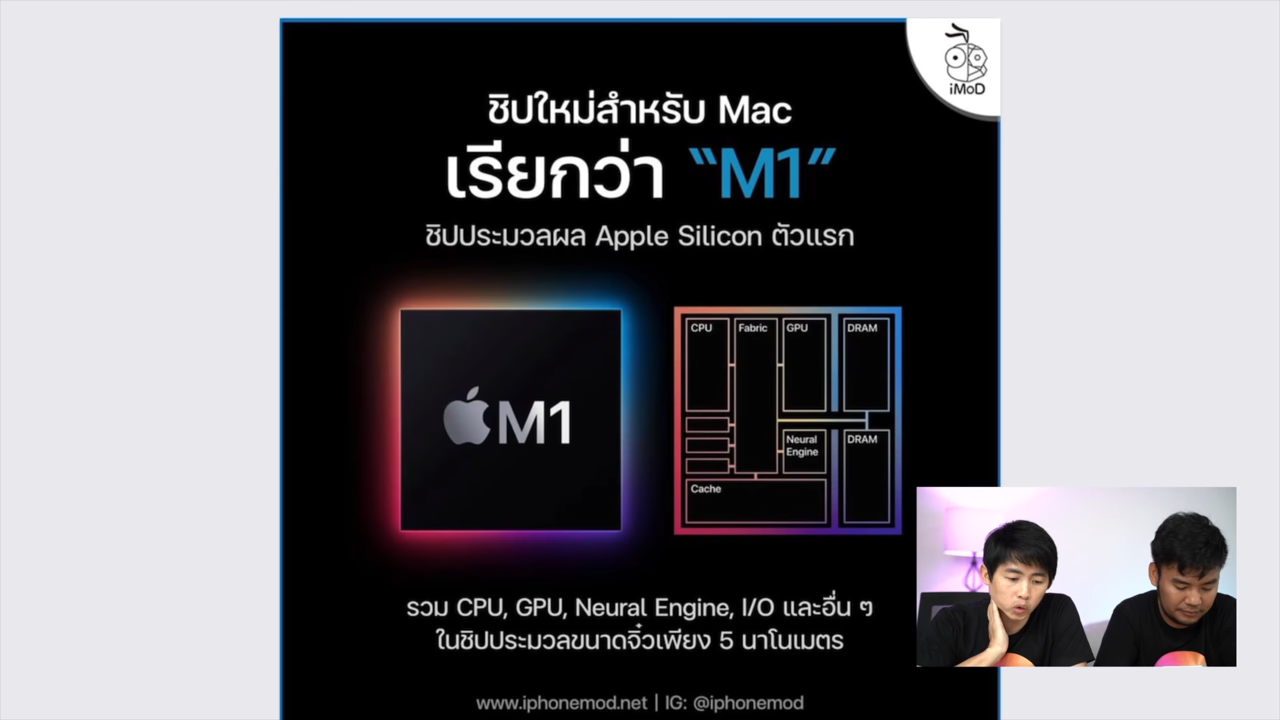 iMoD
ชิปใหม่สำหรับ Mac
เรียกว่า “M1”
ชิปประมวลผล Apple Silicon ตัวแรก
M1
CPU
Fabric
GPU
DRAM
Neural
Engine
DRAM
Cache
รวม CPU, GPU, Neural Engine, I/O และอื่น ๆ
ในชิปประมวลขนาดจิ๋วเพียง 5 นาโนเมตร
www.iphonemod.net | IG: @iphonemod